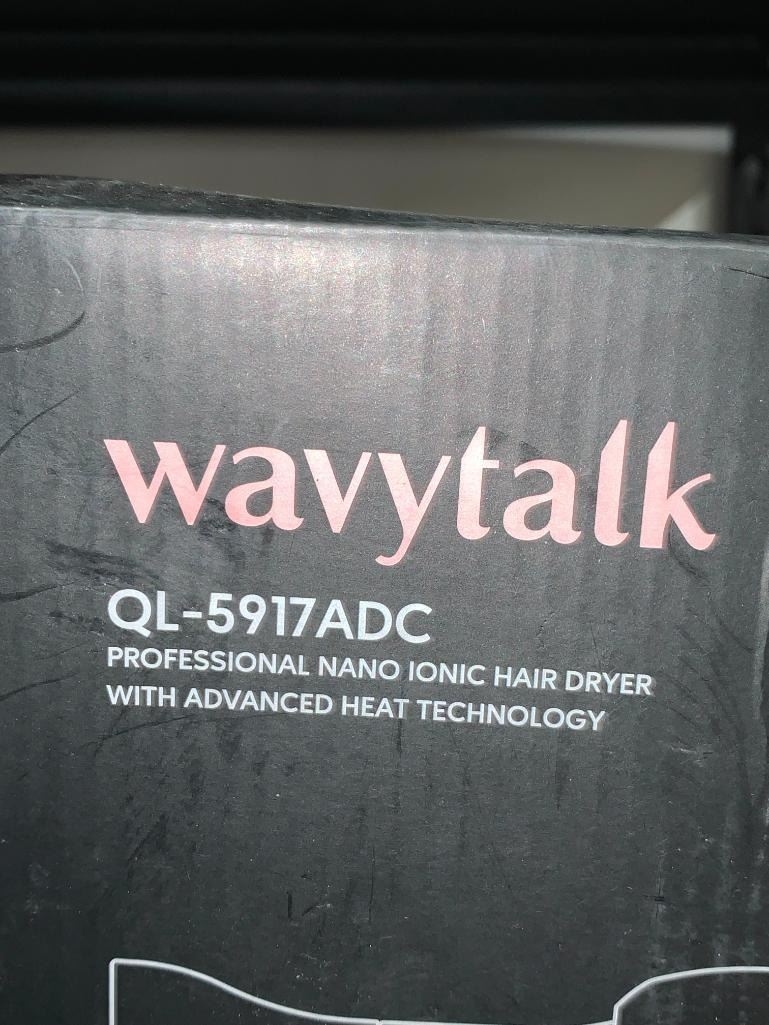 wavytalk
QL-5917ADC
PROFESSIONAL NANO IONIC HAIR DRYER
WITH ADVANCED HEAT TECHNOLOGY